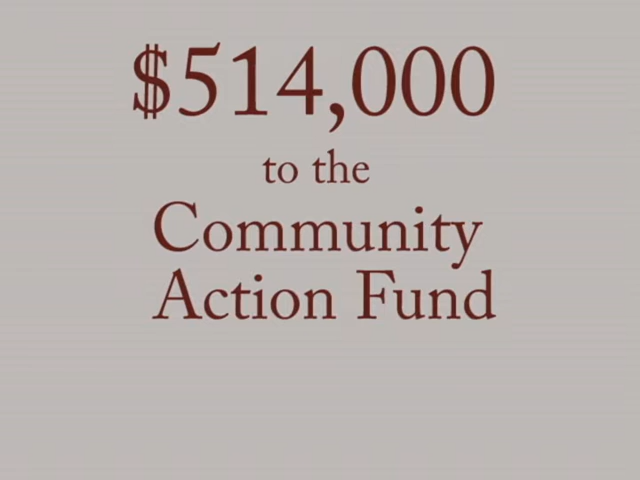 $514,000
to the
Community
Action Fund